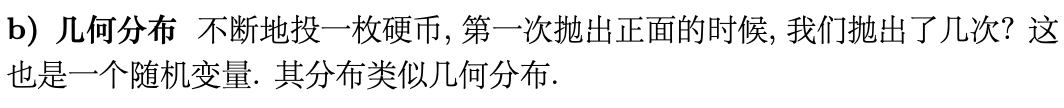 b) 几何分布 不断地投一枚硬币, 第一次抛出正面的时候, 我们抛出了几次? 这
也是一个随机变量. 其分布类似几何分布.